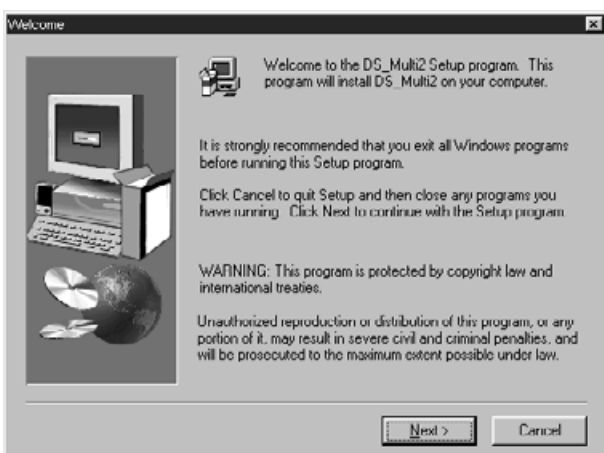 Welcome
Welcome to the DS_Multi2 Setup program. This
program will install DS_Multi2 on your computer.
It is strongly recommended that you exit all Windows programs
before running this Setup program.
Click Cancel to quit Setup and then close any programs you
have running. Click Next to continue with the Setup program.
WARNING: This program is protected by copyright law and
international treaties.
Unauthorized reproduction or distribution of this program, or any
portion of it, may result in severe civil and criminal penalties, and
will be prosecuted to the maximum extent possible under law.
Next >
Cancel